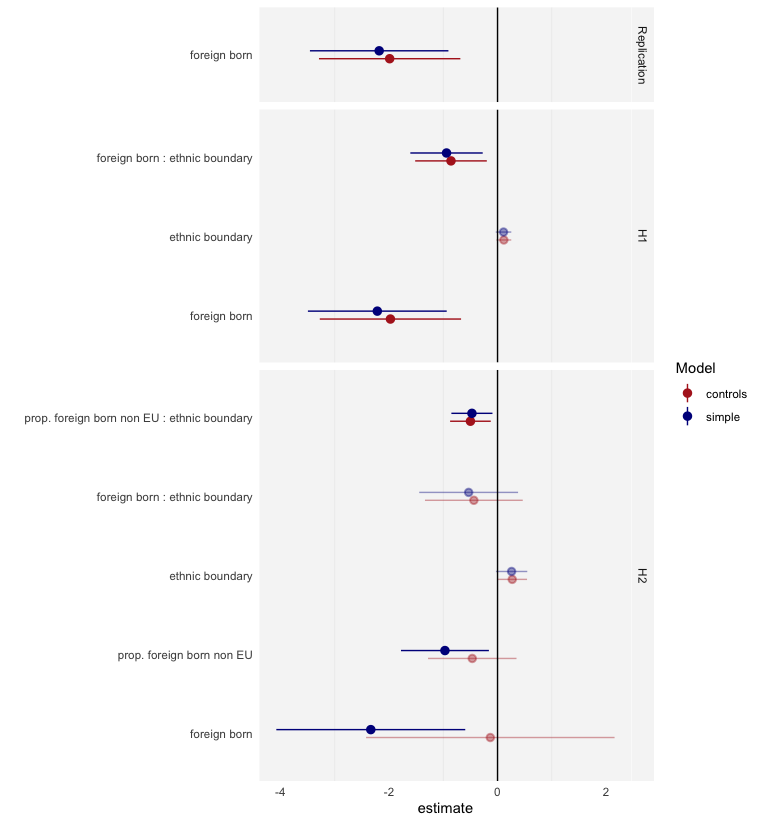 foreign born
Replication
foreign born : ethnic boundary
ethnic boundary
foreign born
H1
prop. foreign born non EU : ethnic boundary
foreign born : ethnic boundary
ethnic boundary
prop. foreign born non EU
foreign born
H2
-4 -2 0 2
estimate
Model
controls
simple